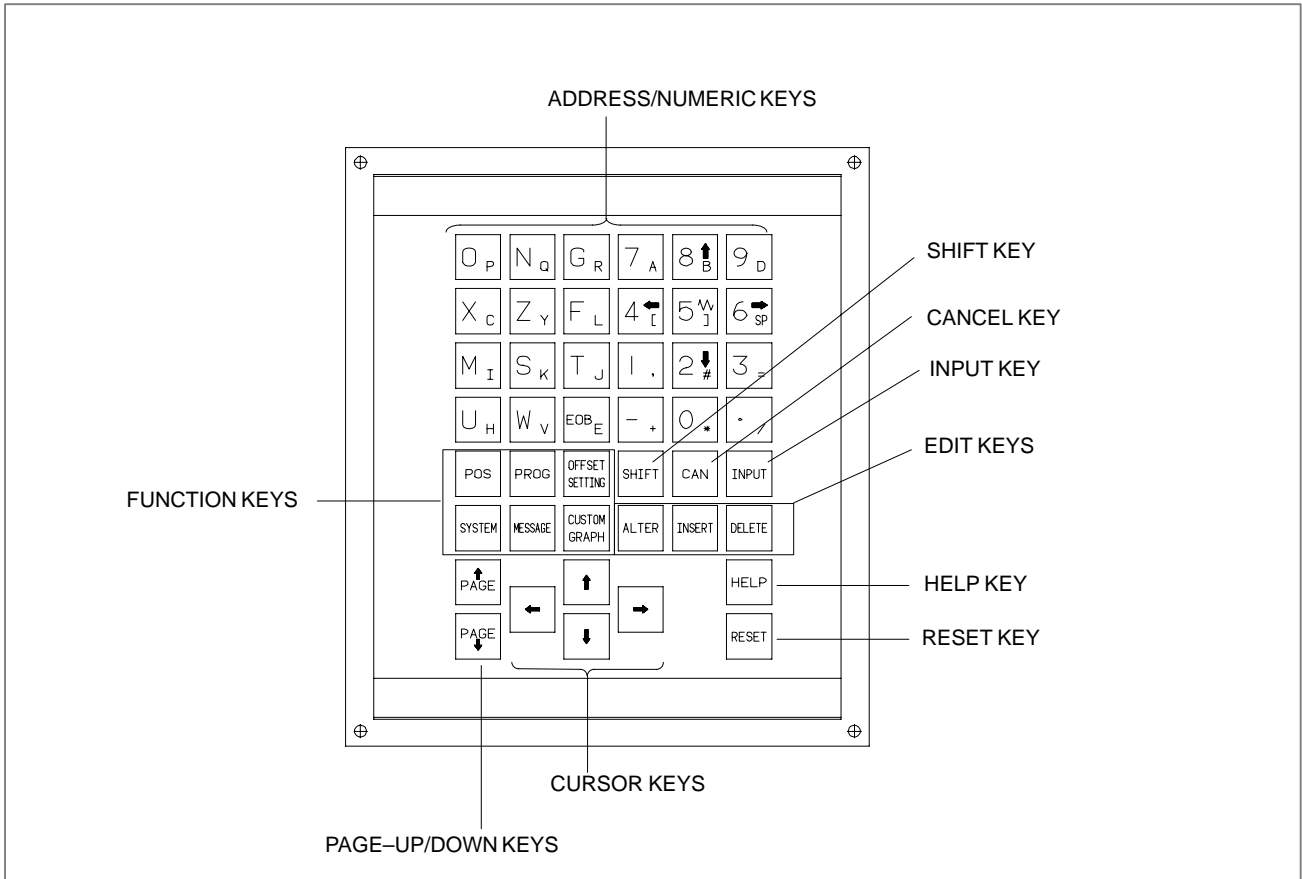 ADDRESS/NUMERIC KEYS
O P N Q G R 7 A 8 B 9 D
SHIFT KEY
X C Z Y F L 4 [ 5 ] 6 SP
CANCEL KEY
M I S K T J 1 , 2 # 3 =
INPUT KEY
U H W V EOB E - + 0 * . /
EDIT KEYS
POS PROG OFFSET SETTING SHIFT CAN INPUT
FUNCTION KEYS
SYSTEM MESSAGE CUSTOM GRAPH ALTER INSERT DELETE
PAGE HELP
HELP KEY
PAGE RESET
RESET KEY
CURSOR KEYS
PAGE–UP/DOWN KEYS